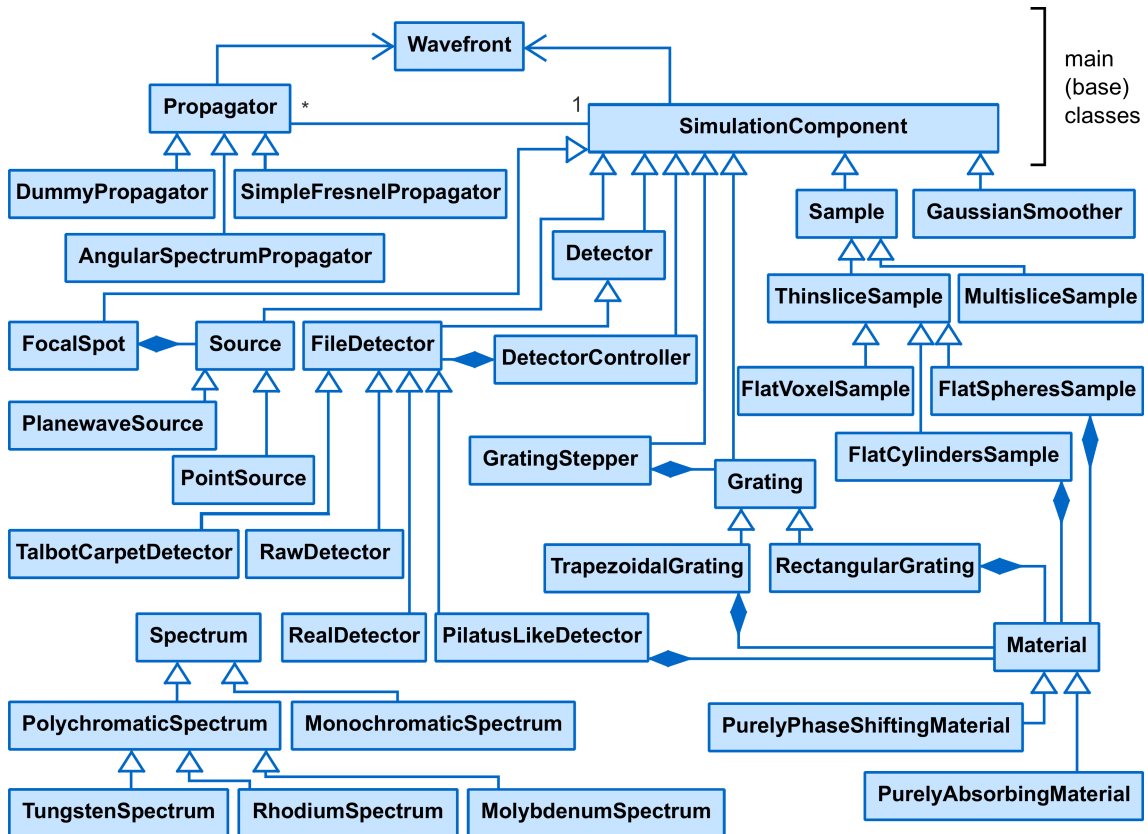 Wavefront
main
(base)
classes
Propagator
*
1
SimulationComponent
DummyPropagator
SimpleFresnelPropagator
Sample
GaussianSmoother
AngularSpectrumPropagator
Detector
ThinsliceSample
MultisliceSample
FocalSpot
Source
FileDetector
DetectorController
FlatVoxelSample
FlatSpheresSample
PlanewaveSource
GratingStepper
FlatCylindersSample
PointSource
Grating
TalbotCarpetDetector
RawDetector
TrapezoidalGrating
RectangularGrating
Spectrum
RealDetector
PilatusLikeDetector
Material
PolychromaticSpectrum
MonochromaticSpectrum
PurelyPhaseShiftingMaterial
TungstenSpectrum
RhodiumSpectrum
MolybdenumSpectrum
PurelyAbsorbingMaterial